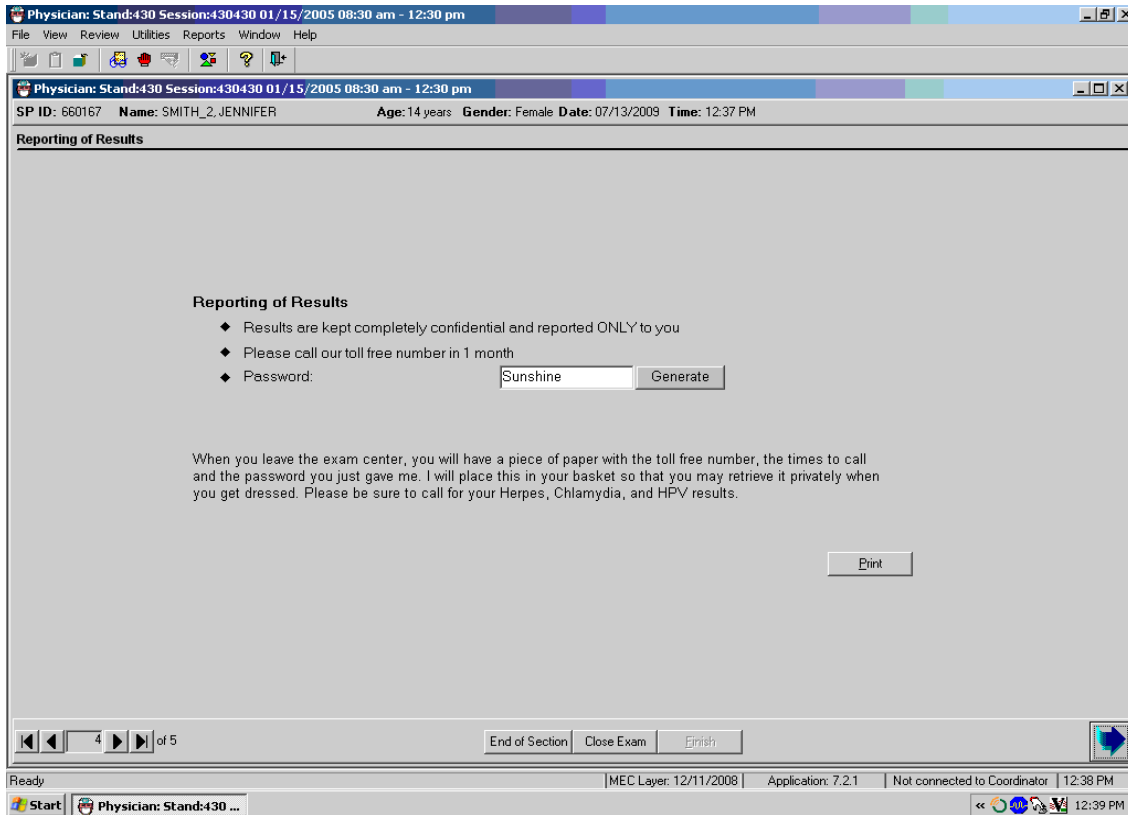 Physician: Stand:430 Session:430430 01/15/2005 08:30 am - 12:30 pm
File View Review Utilities Reports Window Help
Physician: Stand:430 Session:430430 01/15/2005 08:30 am - 12:30 pm
SP ID: 660167 Name: SMITH_2, JENNIFER Age: 14 years Gender: Female Date: 07/13/2009 Time: 12:37 PM
Reporting of Results
Reporting of Results
◆ Results are kept completely confidential and reported ONLY to you
◆ Please call our toll free number in 1 month
◆ Password: Sunshine Generate
When you leave the exam center, you will have a piece of paper with the toll free number, the times to call
and the password you just gave me. I will place this in your basket so that you may retrieve it privately when
you get dressed. Please be sure to call for your Herpes, Chlamydia, and HPV results.
Print
4 of 5 End of Section Close Exam Finish
Ready MEC Layer: 12/11/2008 Application: 7.2.1 Not connected to Coordinator 12:38 PM
Start Physician: Stand:430 ... « 12:39 PM